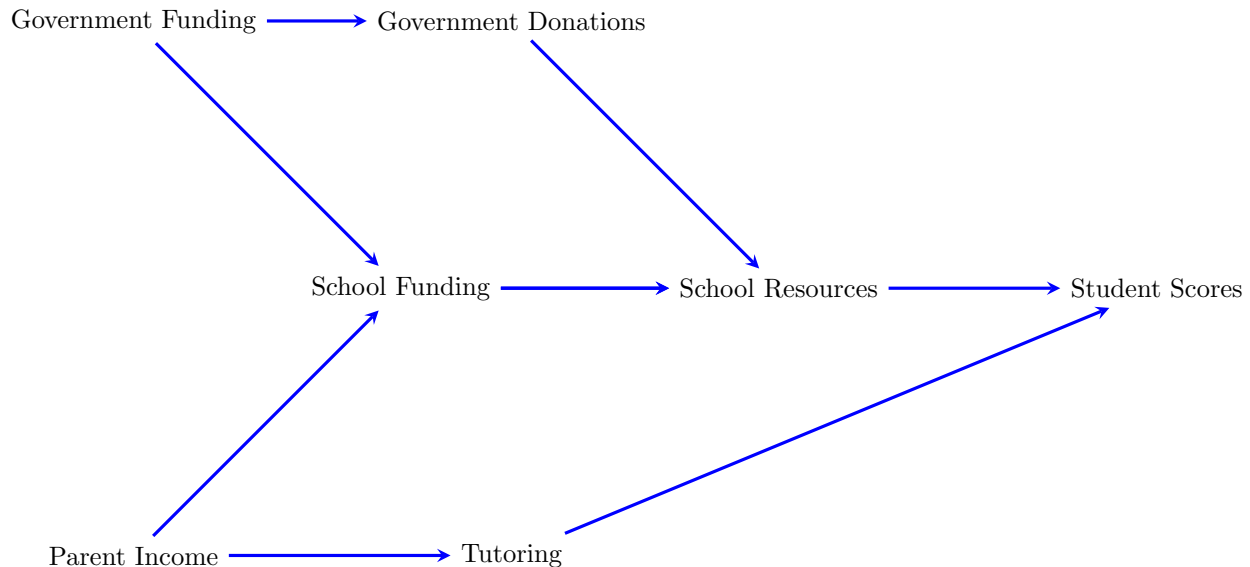 Government Funding
Government Donations
School Funding
School Resources
Student Scores
Parent Income
Tutoring